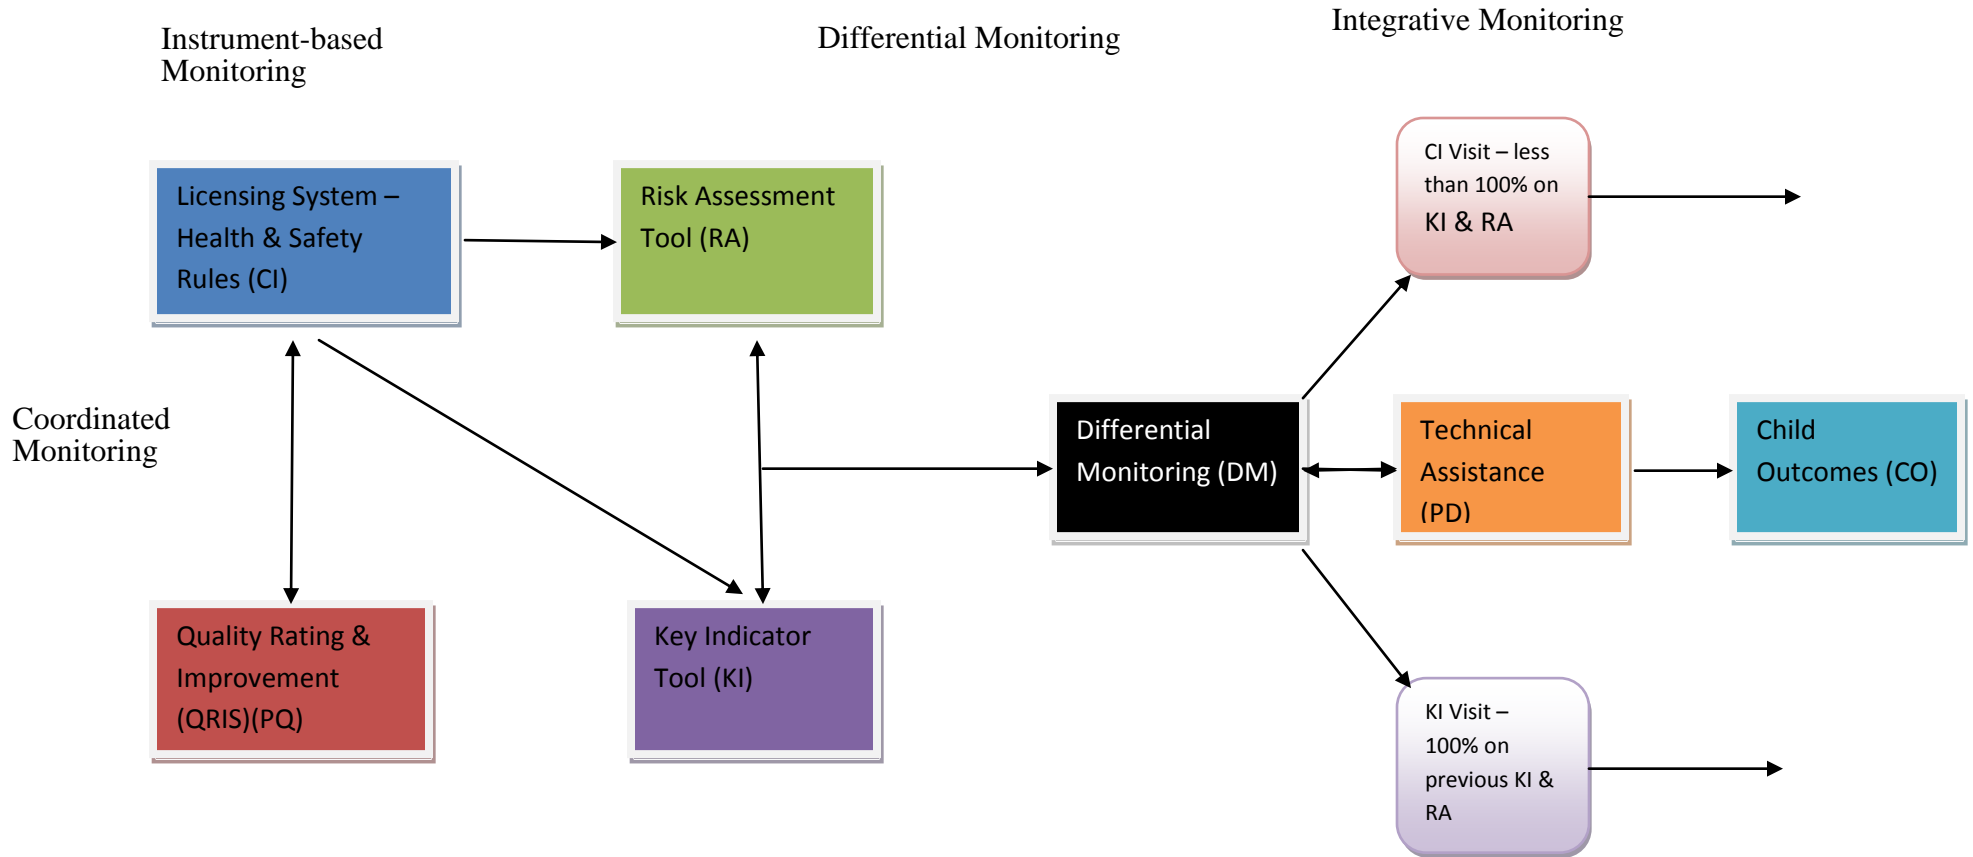 Instrument-based
Monitoring
Differential Monitoring
Integrative Monitoring
Licensing System –
Health & Safety
Rules (CI)
Risk Assessment
Tool (RA)
CI Visit – less
than 100% on
KI & RA
Coordinated
Monitoring
Differential
Monitoring (DM)
Technical
Assistance
(PD)
Child
Outcomes (CO)
Quality Rating &
Improvement
(QRIS)(PQ)
Key Indicator
Tool (KI)
KI Visit –
100% on
previous KI &
RA